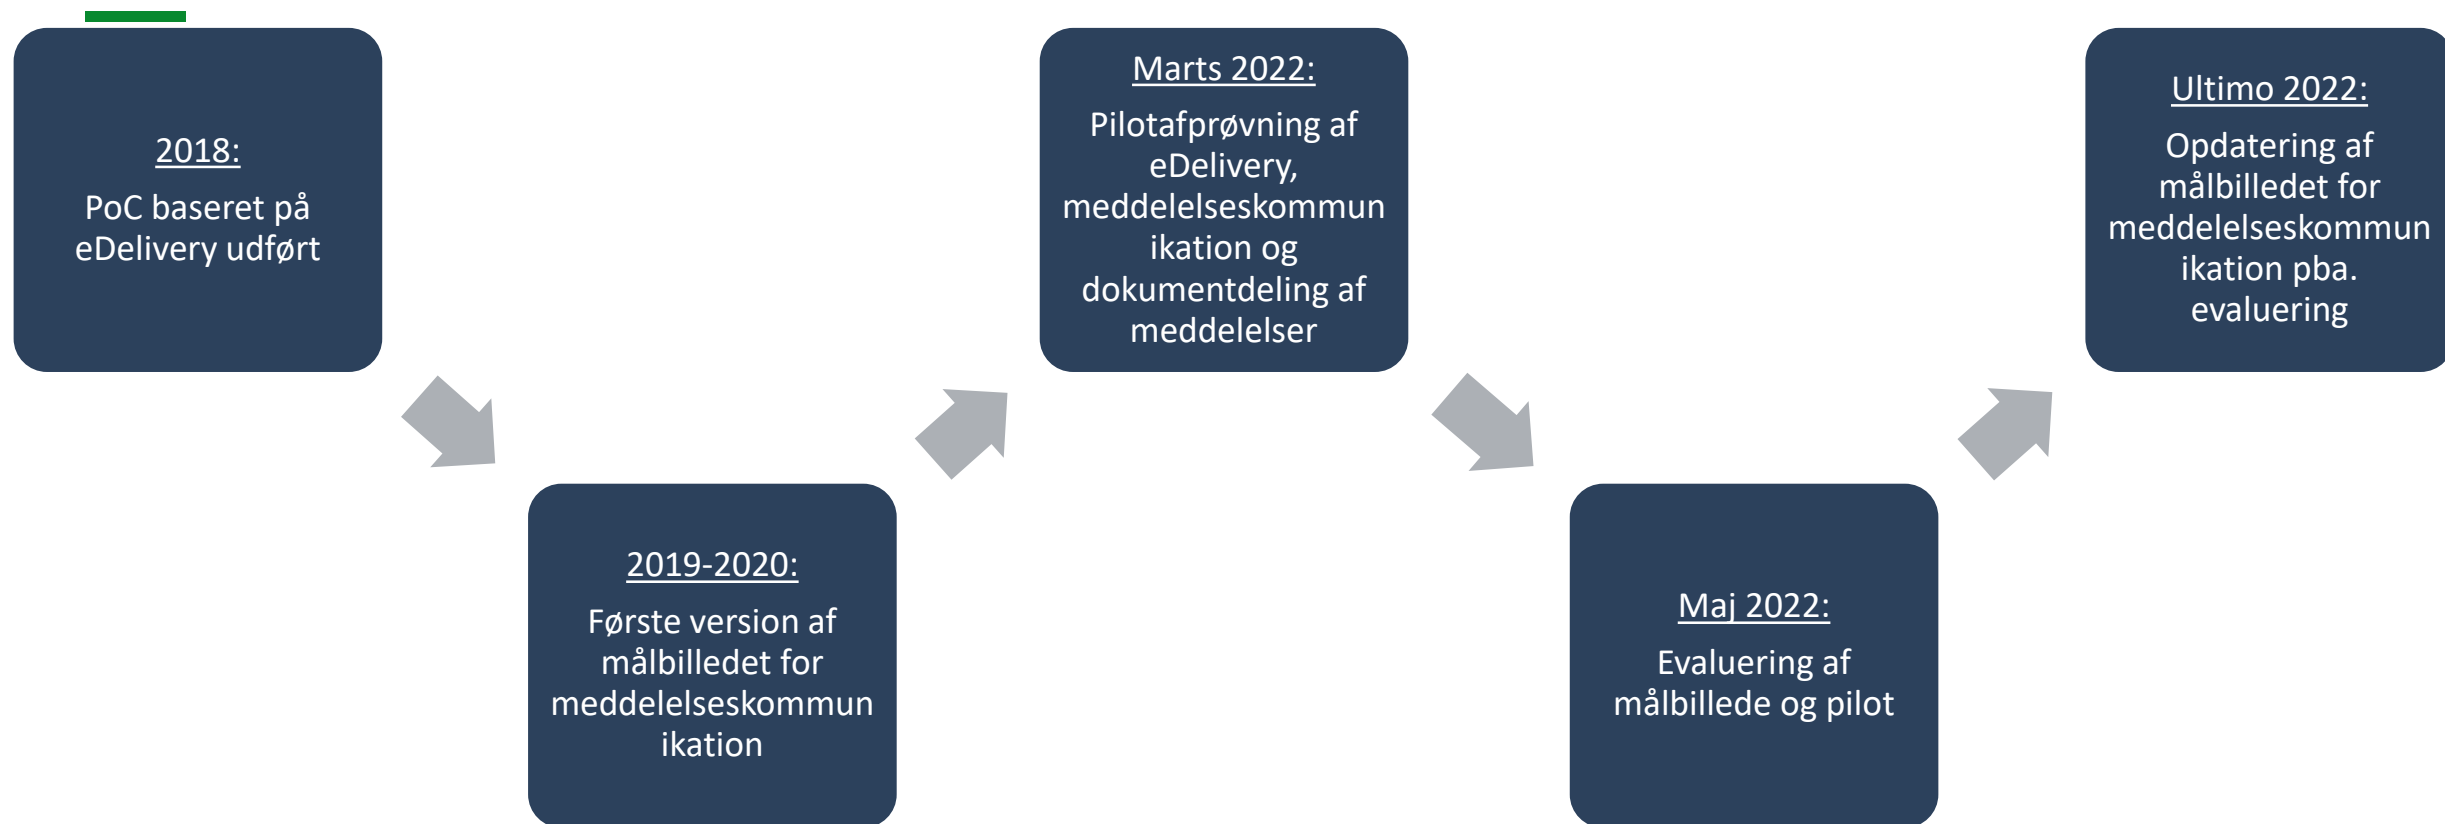 2018:
PoC baseret på
eDelivery udført
2019-2020:
Første version af
målbilledet for
meddelelseskommun
ikation
Marts 2022:
Pilotafprøvning af
eDelivery,
meddelelseskommun
ikation og
dokumentdeling af
meddelelser
Maj 2022:
Evaluering af
målbillede og pilot
Ultimo 2022:
Opdatering af
målbilledet for
meddelelseskommun
ikation pba.
evaluering